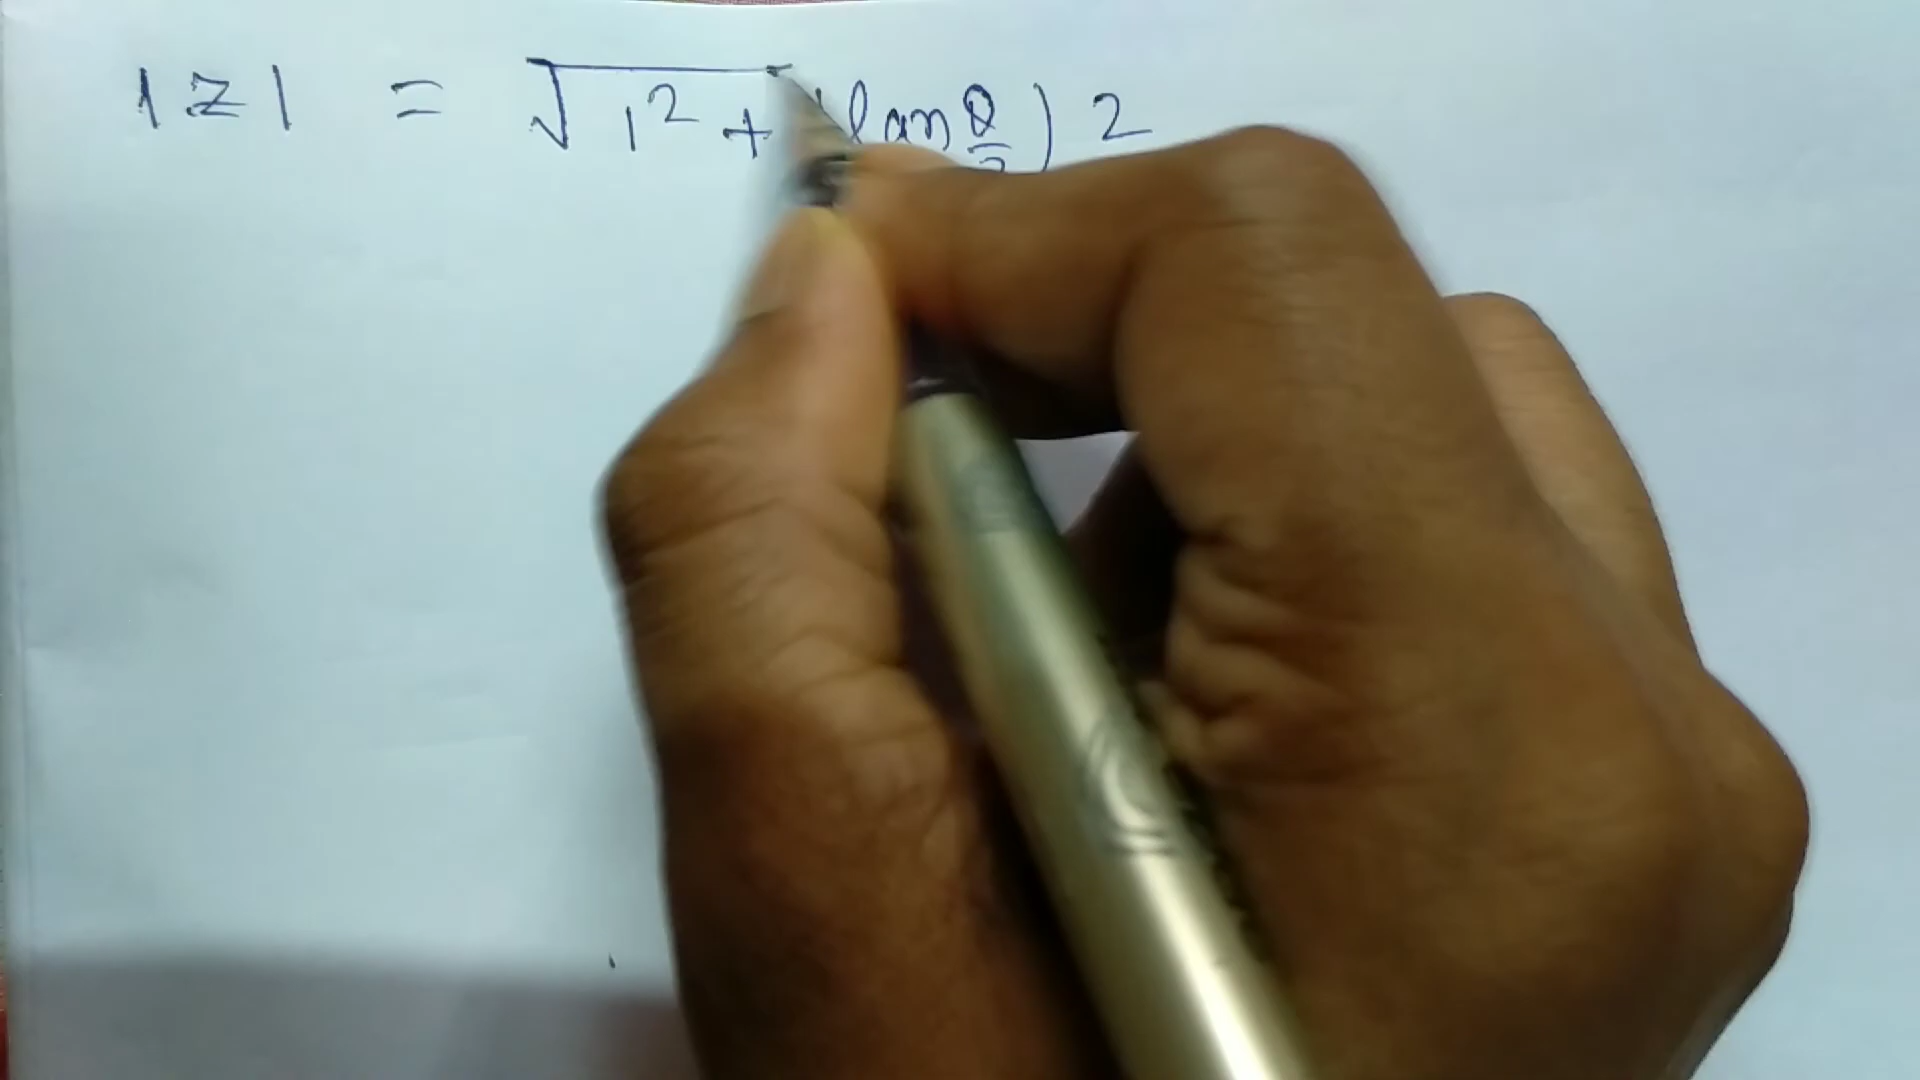 |z| = √1² + (tan θ/2)2